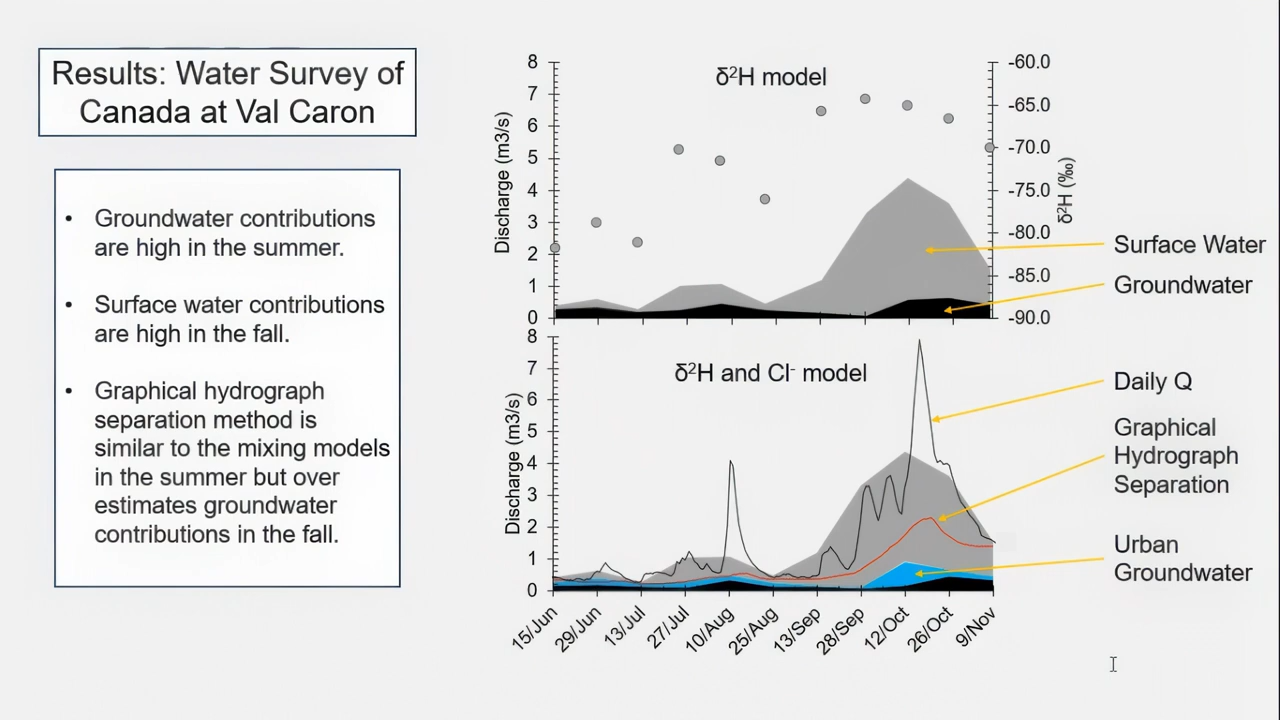 Results: Water Survey of
Canada at Val Caron
• Groundwater contributions
are high in the summer.
• Surface water contributions
are high in the fall.
• Graphical hydrograph
separation method is
similar to the mixing models
in the summer but over
estimates groundwater
contributions in the fall.
δ²H model
Discharge (m3/s)
8
7
6
5
4
3
2
1
0
-60.0
-65.0
-70.0
-75.0
-80.0
-85.0
-90.0
δ²H (‰)
Surface Water
Groundwater
δ²H and Cl⁻ model
Discharge (m3/s)
8
7
6
5
4
3
2
1
0
15/Jun
29/Jun
13/Jul
27/Jul
10/Aug
25/Aug
13/Sep
28/Sep
12/Oct
26/Oct
9/Nov
Daily Q
Graphical
Hydrograph
Separation
Urban
Groundwater